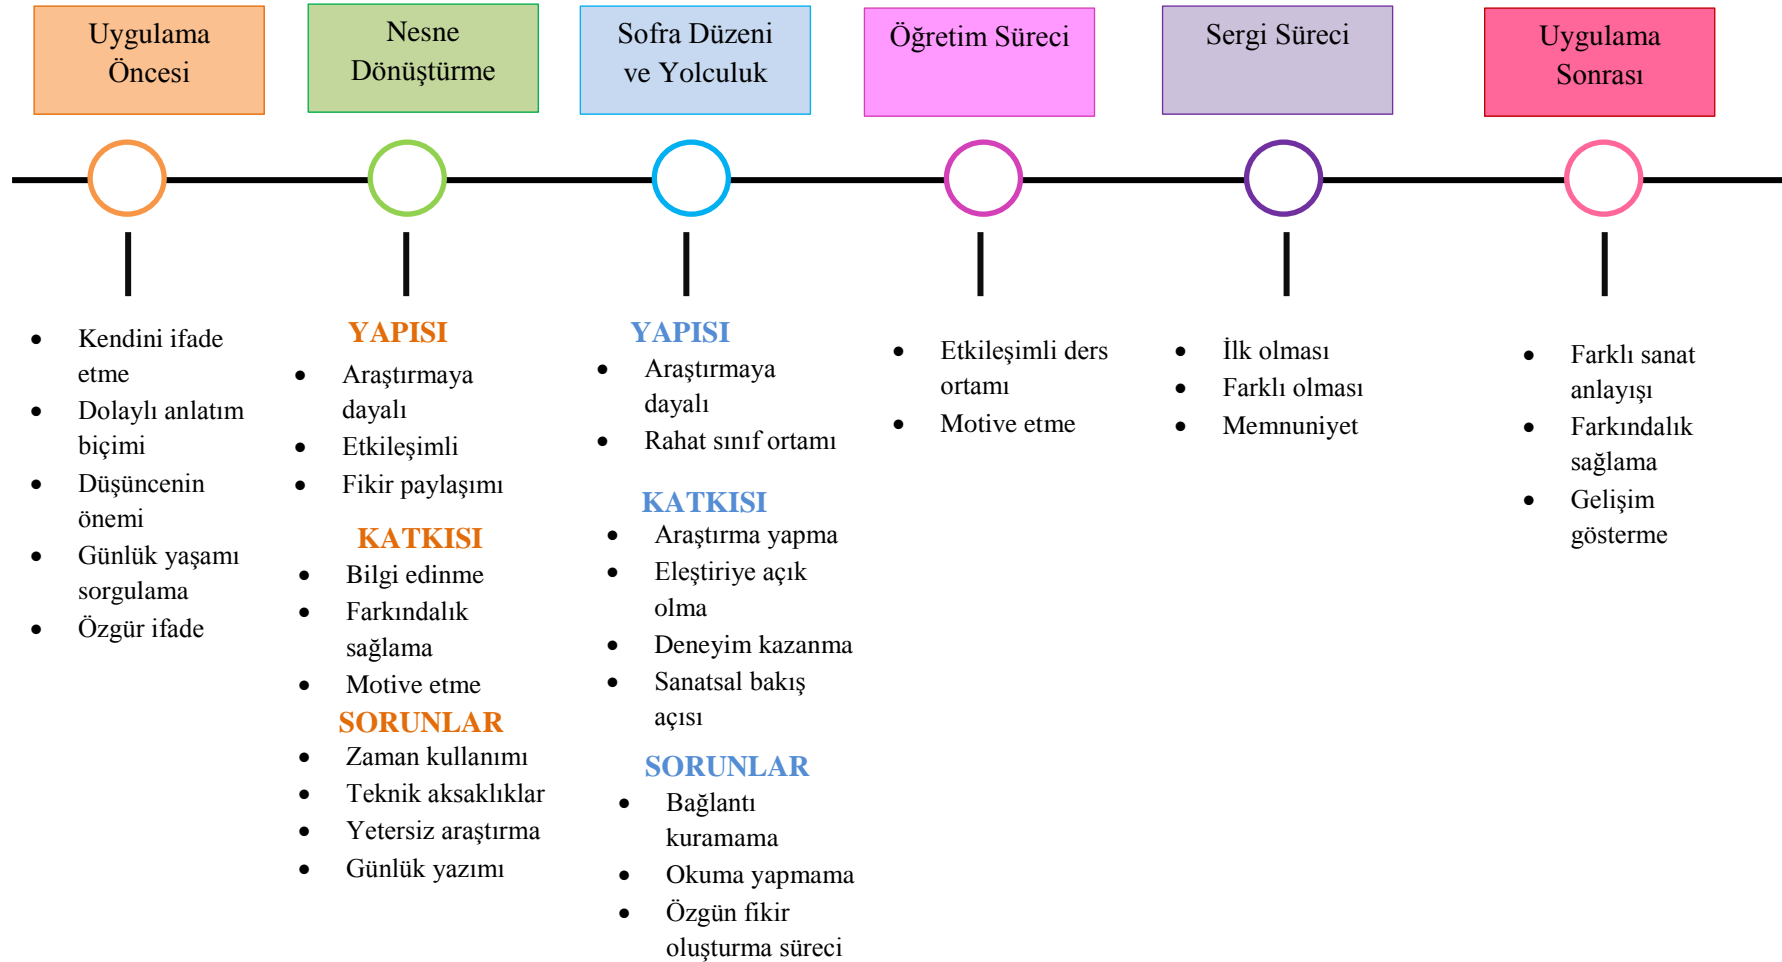 Uygulama
Öncesi
Nesne
Dönüştürme
Sofra Düzeni
ve Yolculuk
Öğretim Süreci
Sergi Süreci
Uygulama
Sonrası
• Kendini ifade
etme
• Dolaylı anlatım
biçimi
• Düşüncenin
önemi
• Günlük yaşamı
sorgulama
• Özgür ifade
YAPISI
• Araştırmaya
dayalı
• Etkileşimli
• Fikir paylaşımı
KATKISI
• Bilgi edinme
• Farkındalık
sağlama
• Motive etme
SORUNLAR
• Zaman kullanımı
• Teknik aksaklıklar
• Yetersiz araştırma
• Günlük yazımı
YAPISI
• Araştırmaya
dayalı
• Rahat sınıf ortamı
KATKISI
• Araştırma yapma
• Eleştiriye açık
olma
• Deneyim kazanma
• Sanatsal bakış
açısı
SORUNLAR
• Bağlantı
kuramama
• Okuma yapmama
• Özgün fikir
oluşturma süreci
• Etkileşimli ders
ortamı
• Motive etme
• İlk olması
• Farklı olması
• Memnuniyet
• Farklı sanat
anlayışı
• Farkındalık
sağlama
• Gelişim
gösterme